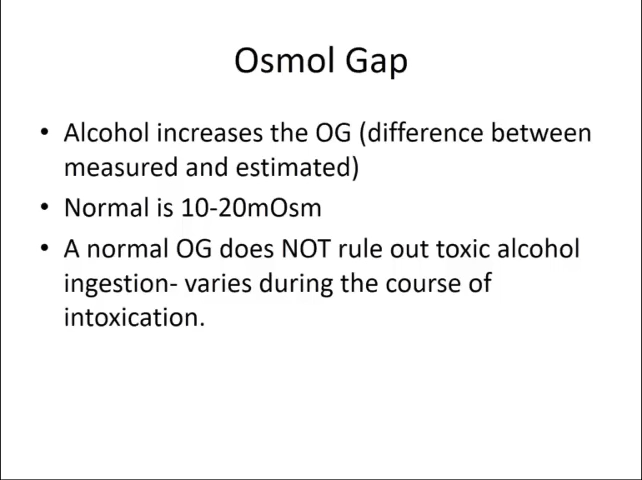 Osmol Gap
• Alcohol increases the OG (difference between
measured and estimated)
• Normal is 10-20mOsm
• A normal OG does NOT rule out toxic alcohol
ingestion- varies during the course of
intoxication.